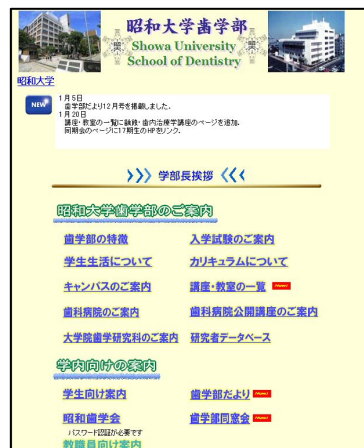 昭和大学歯学部
Showa University
School of Dentistry
昭和大学
NEW
1月5日
歯学部だより12月号を掲載しました。
1月20日
講座・教室の一覧に歯内治療学講座のページを追加。
同窓会のページに17期生のHPをリンク。
》》》 学部長挨拶 《《《
昭和大学歯学部のご案内
歯学部の特徴 入学試験のご案内
学生生活について カリキュラムについて
キャンパスのご案内 講座・教室の一覧
歯科病院のご案内 歯科病院公開講座のご案内
大学院歯学研究科のご案内 研究者データベース
学内向けの案内
学生向け案内 歯学部だより
昭和歯学会 歯学部同窓会
パスワード認証が必要です
教職員向け案内